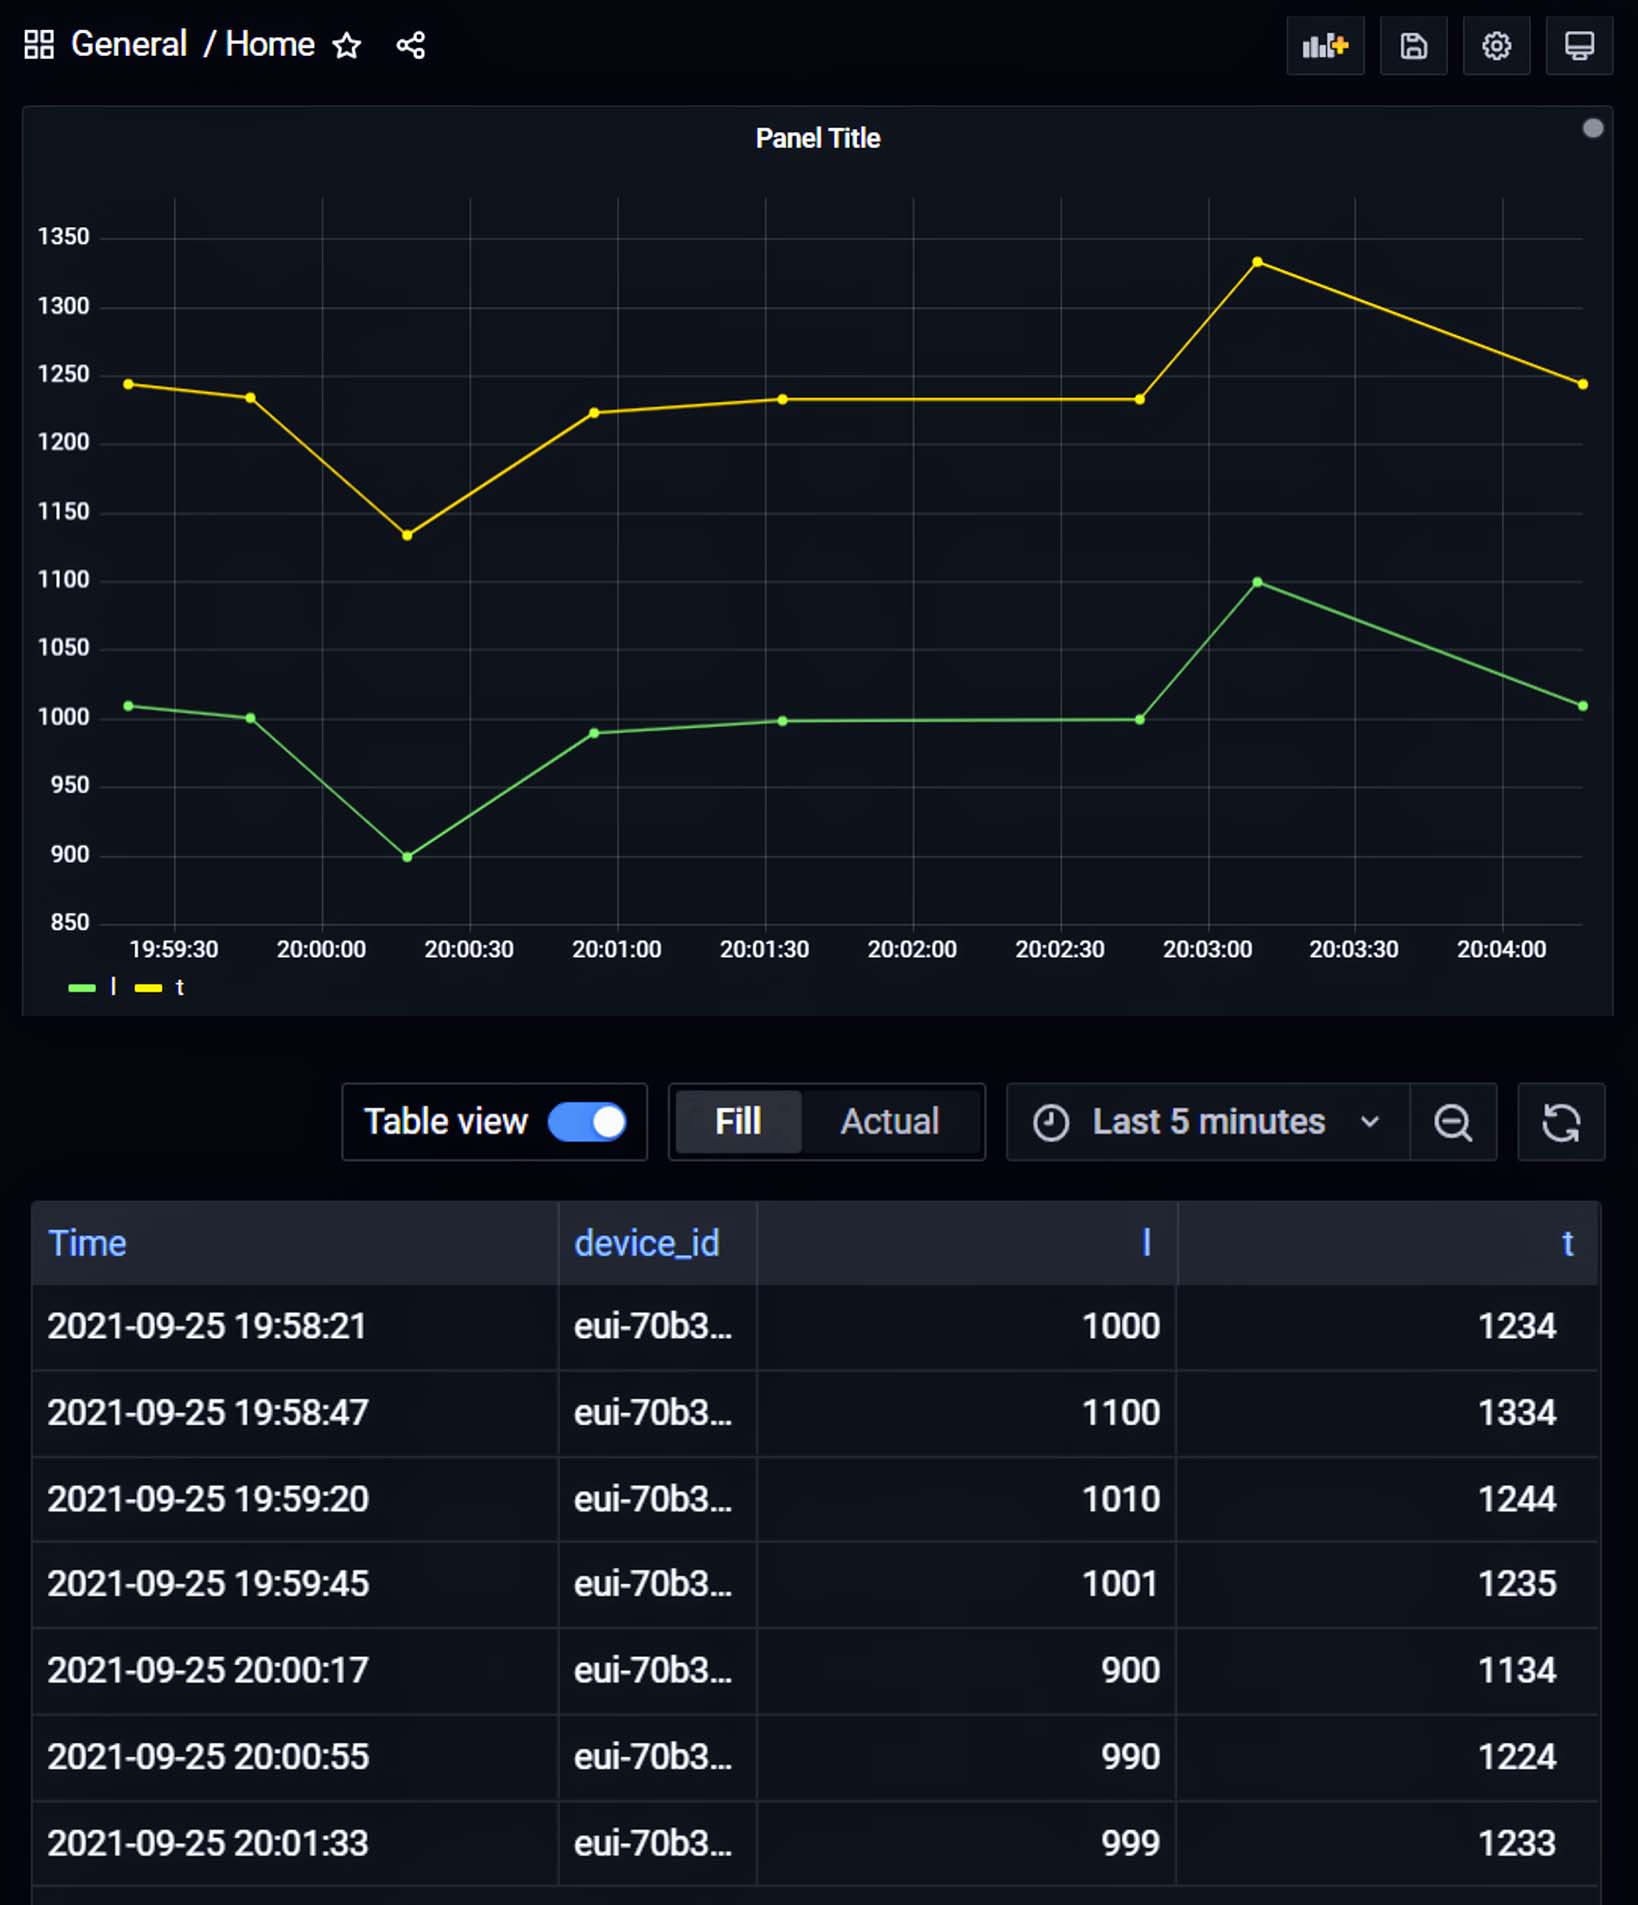 General / Home
Panel Title
1350
1300
1250
1200
1150
1100
1050
1000
950
900
850
19:59:30 20:00:00 20:00:30 20:01:00 20:01:30 20:02:00 20:02:30 20:03:00 20:03:30 20:04:00
l t
Table view Fill Actual Last 5 minutes
Time device_id l t
2021-09-25 19:58:21 eui-70b3... 1000 1234
2021-09-25 19:58:47 eui-70b3... 1100 1334
2021-09-25 19:59:20 eui-70b3... 1010 1244
2021-09-25 19:59:45 eui-70b3... 1001 1235
2021-09-25 20:00:17 eui-70b3... 900 1134
2021-09-25 20:00:55 eui-70b3... 990 1224
2021-09-25 20:01:33 eui-70b3... 999 1233